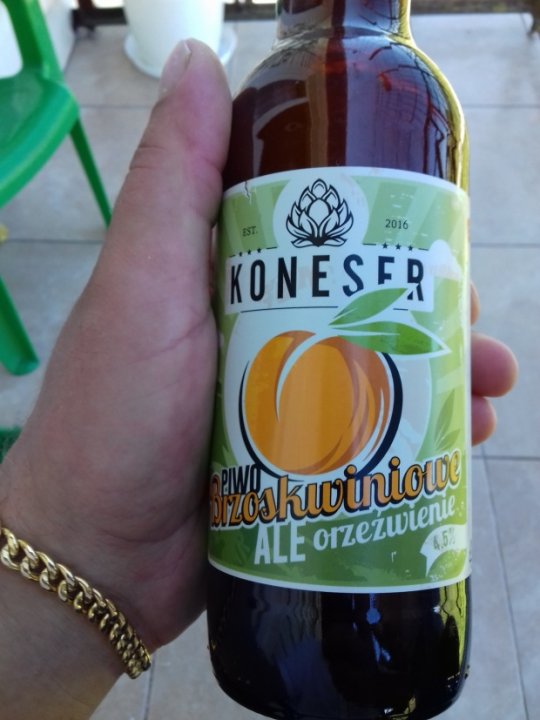 EST. 2016
KONESER
PIWO
Brzoskwiniowe
ALE orzeźwienie
4.5%